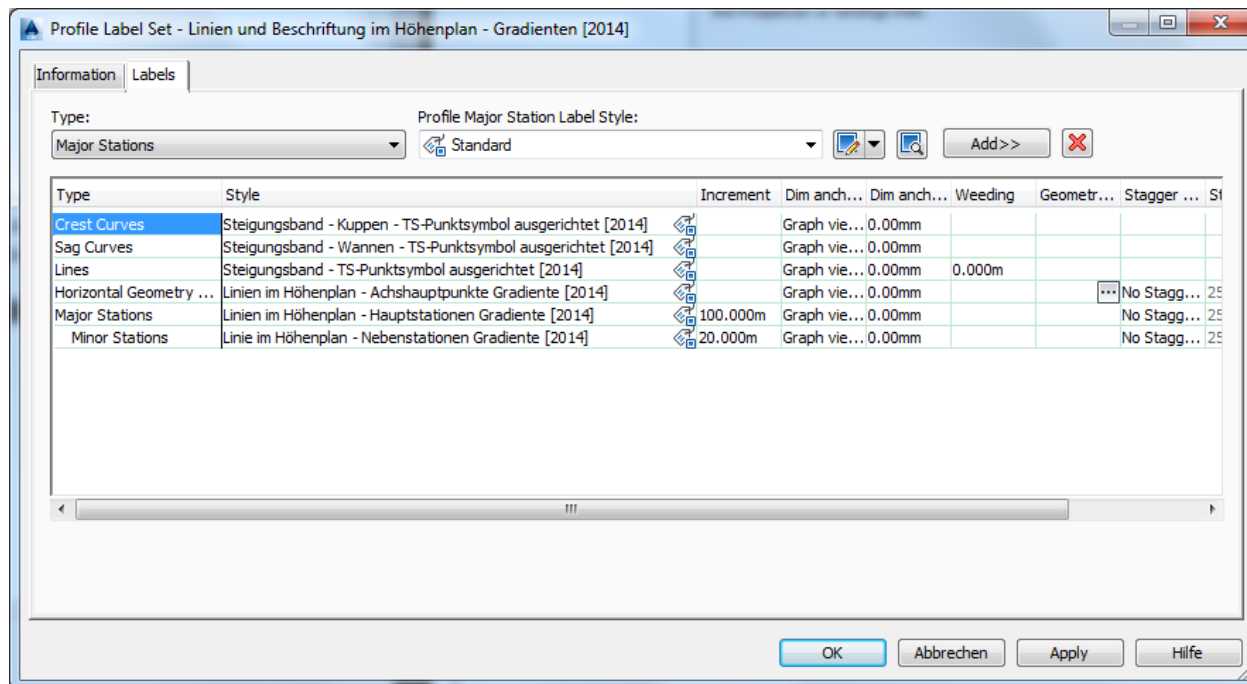 Profile Label Set - Linien und Beschriftung im Höhenplan - Gradienten [2014]
Information Labels
Type: Profile Major Station Label Style:
Major Stations Standard Add>>
Type Style Increment Dim anch... Dim anch... Weeding Geometr... Stagger ... St
Crest Curves Steigungsband - Kuppen - TS-Punktsymbol ausgerichtet [2014] Graph vie... 0.00mm
Sag Curves Steigungsband - Wannen - TS-Punktsymbol ausgerichtet [2014] Graph vie... 0.00mm
Lines Steigungsband - TS-Punktsymbol ausgerichtet [2014] Graph vie... 0.00mm 0.000m
Horizontal Geometry ... Linien im Höhenplan - Achshauptpunkte Gradiente [2014] Graph vie... 0.00mm ... No Stagg... 25
Major Stations Linien im Höhenplan - Hauptstationen Gradiente [2014] 100.000m Graph vie... 0.00mm No Stagg... 25
Minor Stations Linie im Höhenplan - Nebenstationen Gradiente [2014] 20.000m Graph vie... 0.00mm No Stagg... 25
OK Abbrechen Apply Hilfe